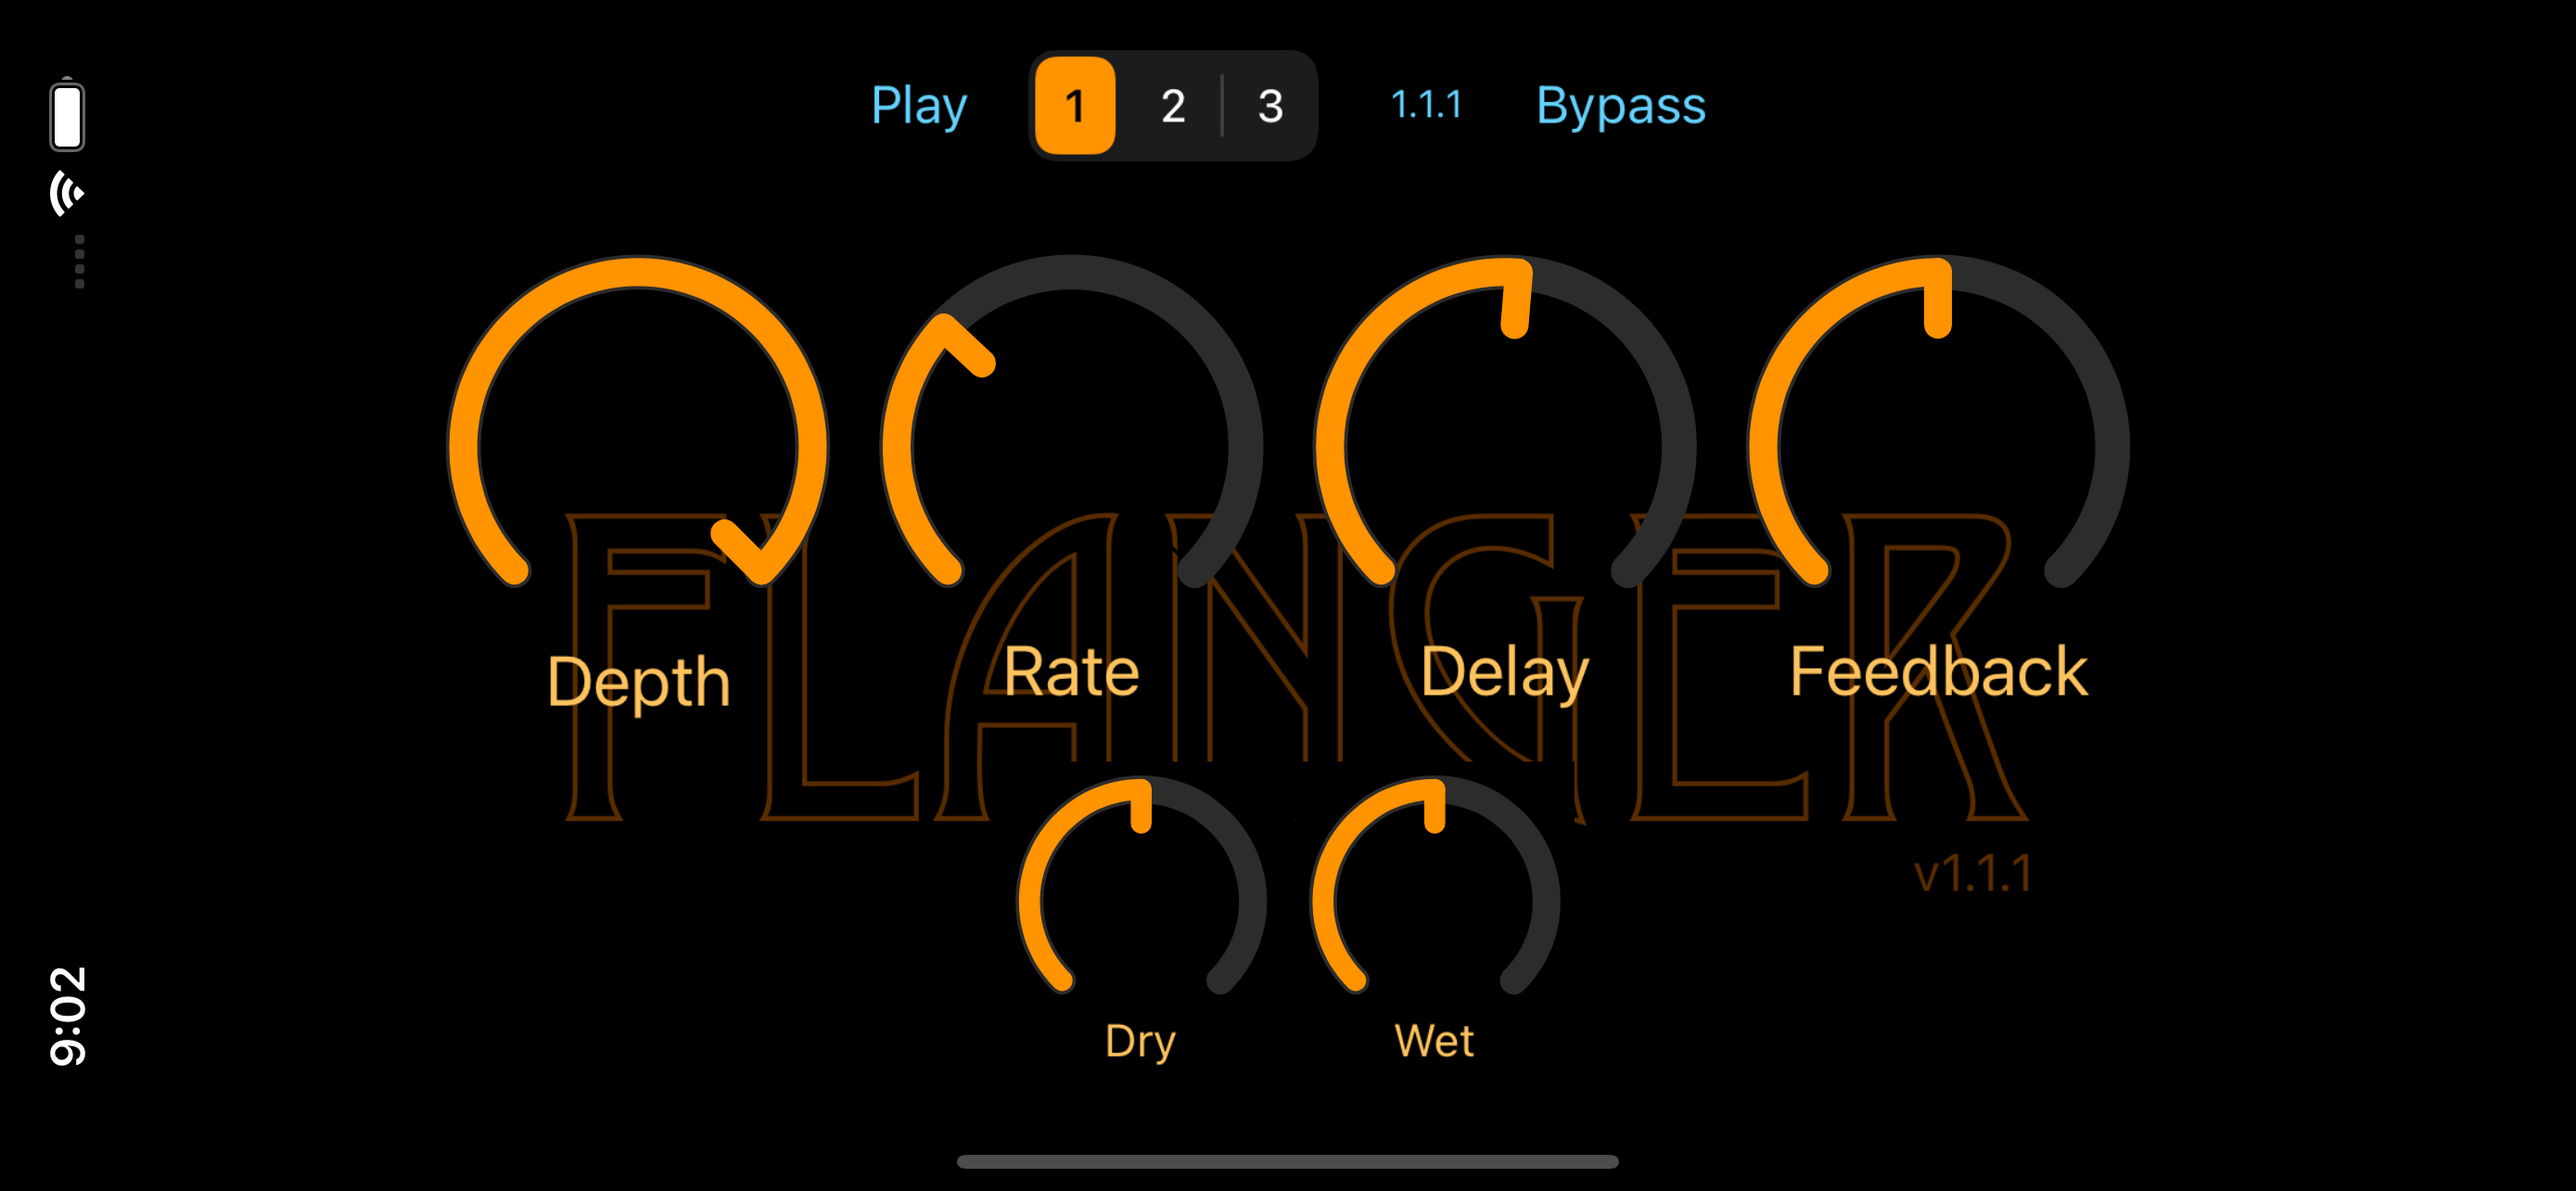 Play 1 2 3 1.1.1 Bypass
FLANGER
Depth Rate Delay Feedback
v1.1.1
Dry Wet
9:02